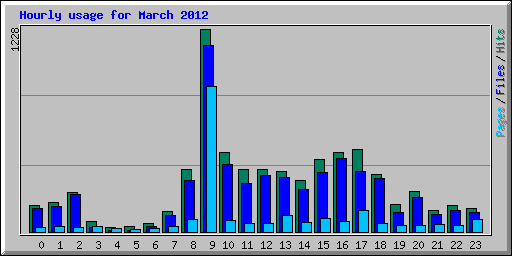 Hourly usage for March 2012
1228
Pages / Files / Hits
0 1 2 3 4 5 6 7 8 9 10 11 12 13 14 15 16 17 18 19 20 21 22 23